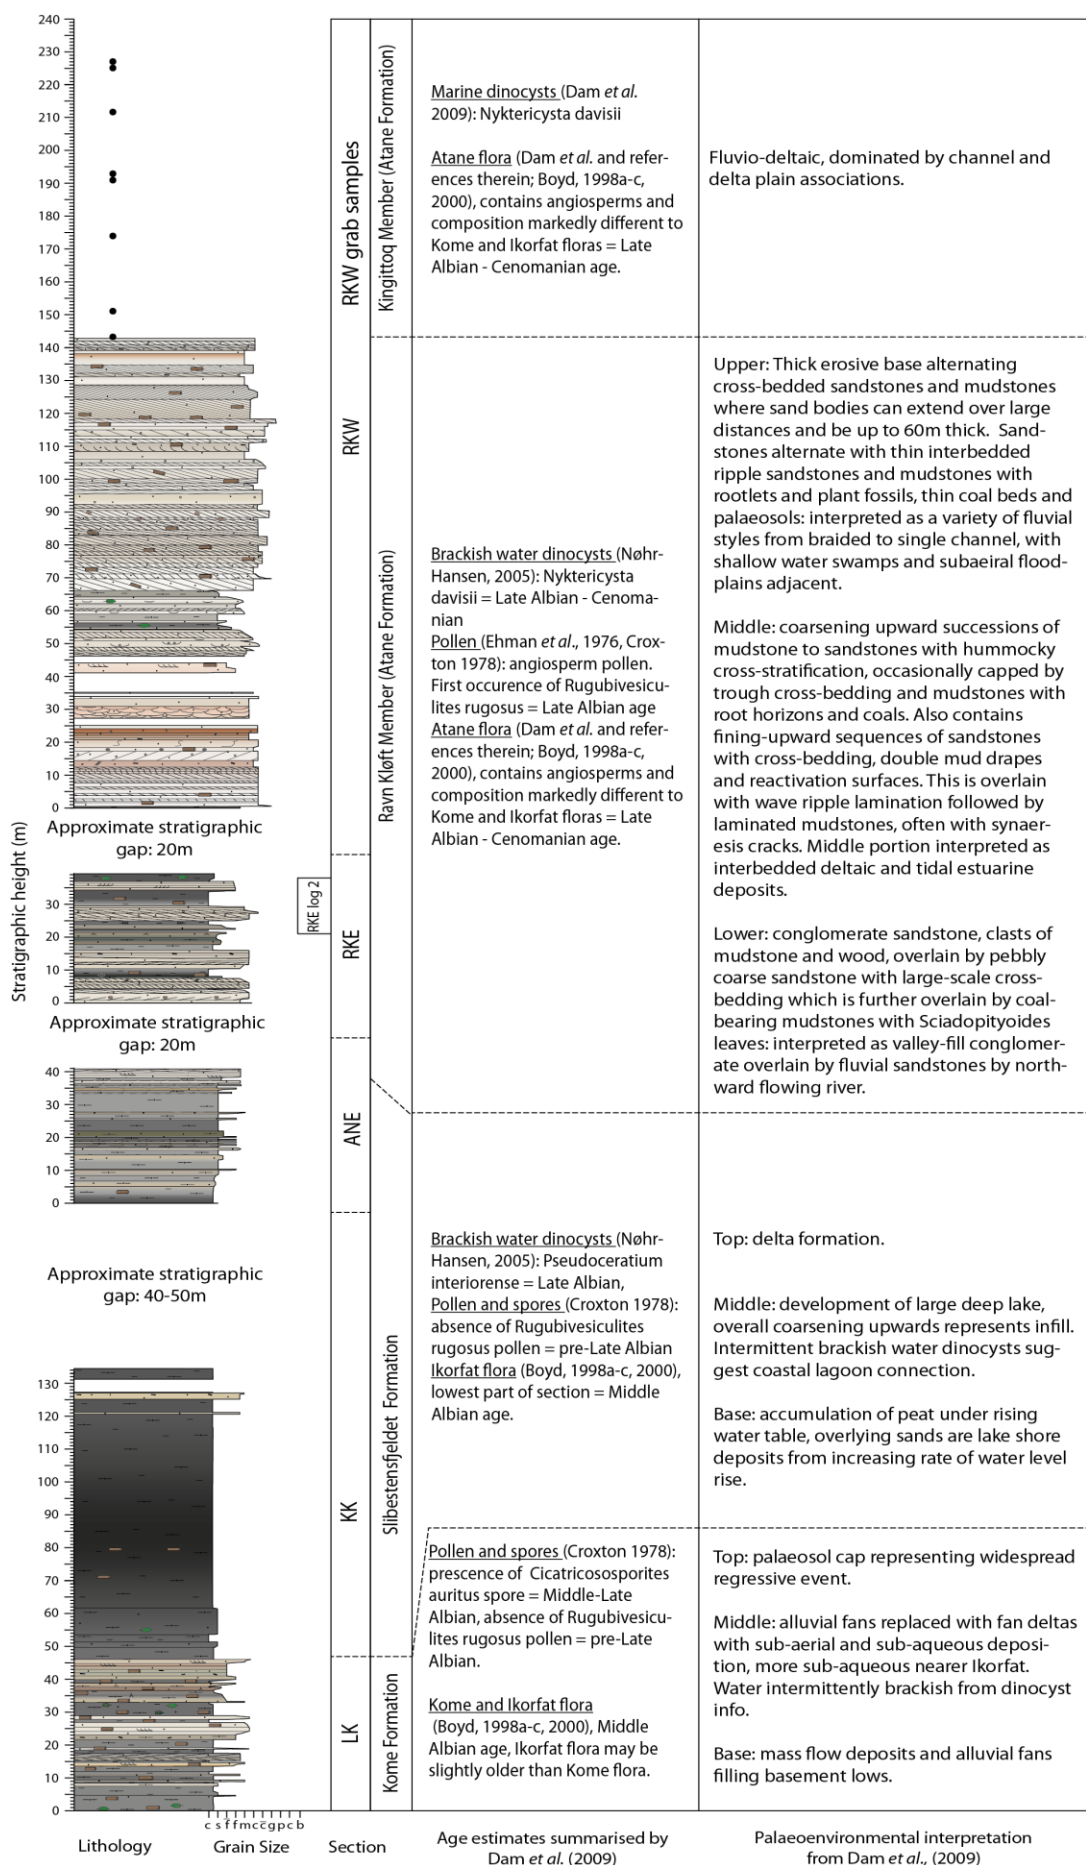 240
230
220
210
200
190
180
170
160
150
140
130
120
110
100
90
80
70
60
50
40
30
20
10
0
Approximate stratigraphic
gap: 20m
30
20
10
0
Approximate stratigraphic
gap: 20m
40
30
20
10
0
Approximate stratigraphic
gap: 40-50m
130
120
110
100
90
80
70
60
50
40
30
20
10
0
Stratigraphic height (m)
c s f f m c c g p c b
Lithology
Grain Size
RKE log 2
RKW grab samples
RKW
RKE
ANE
KK
LK
Section
Kingittoq Member (Atane Formation)
Ravn Kløft Member (Atane Formation)
Slibestensfjeldet Formation
Kome Formation
Marine dinocysts (Dam et al.
2009): Nyktericysta davisii
Atane flora (Dam et al. and refer-
ences therein; Boyd, 1998a-c,
2000), contains angiosperms and
composition markedly different to
Kome and Ikorfat floras = Late
Albian - Cenomanian age.
Brackish water dinocysts (Nøhr-
Hansen, 2005): Nyktericysta
davisii = Late Albian - Cenoma-
nian
Pollen (Ehman et al., 1976, Crox-
ton 1978): angiosperm pollen.
First occurence of Rugubivesicu-
lites rugosus = Late Albian age
Atane flora (Dam et al. and refer-
ences therein; Boyd, 1998a-c,
2000), contains angiosperms and
composition markedly different to
Kome and Ikorfat floras = Late
Albian - Cenomanian age.
Brackish water dinocysts (Nøhr-
Hansen, 2005): Pseudoceratium
interiorense = Late Albian,
Pollen and spores (Croxton 1978):
absence of Rugubivesiculites
rugosus pollen = pre-Late Albian
Ikorfat flora (Boyd, 1998a-c, 2000),
lowest part of section = Middle
Albian age.
Pollen and spores (Croxton 1978):
prescence of Cicatricososporites
auritus spore = Middle-Late
Albian, absence of Rugubivesicu-
lites rugosus pollen = pre-Late
Albian.
Kome and Ikorfat flora
(Boyd, 1998a-c, 2000), Middle
Albian age, Ikorfat flora may be
slightly older than Kome flora.
Age estimates summarised by
Dam et al. (2009)
Fluvio-deltaic, dominated by channel and
delta plain associations.
Upper: Thick erosive base alternating
cross-bedded sandstones and mudstones
where sand bodies can extend over large
distances and be up to 60m thick. Sand-
stones alternate with thin interbedded
ripple sandstones and mudstones with
rootlets and plant fossils, thin coal beds and
palaeosols: interpreted as a variety of fluvial
styles from braided to single channel, with
shallow water swamps and subaeiral flood-
plains adjacent.
Middle: coarsening upward successions of
mudstone to sandstones with hummocky
cross-stratification, occasionally capped by
trough cross-bedding and mudstones with
root horizons and coals. Also contains
fining-upward sequences of sandstones
with cross-bedding, double mud drapes
and reactivation surfaces. This is overlain
with wave ripple lamination followed by
laminated mudstones, often with synaer-
esis cracks. Middle portion interpreted as
interbedded deltaic and tidal estuarine
deposits.
Lower: conglomerate sandstone, clasts of
mudstone and wood, overlain by pebbly
coarse sandstone with large-scale cross-
bedding which is further overlain by coal-
bearing mudstones with Sciadopityoides
leaves: interpreted as valley-fill conglomer-
ate overlain by fluvial sandstones by north-
ward flowing river.
Top: delta formation.
Middle: development of large deep lake,
overall coarsening upwards represents infill.
Intermittent brackish water dinocysts sug-
gest coastal lagoon connection.
Base: accumulation of peat under rising
water table, overlying sands are lake shore
deposits from increasing rate of water level
rise.
Top: palaeosol cap representing widespread
regressive event.
Middle: alluvial fans replaced with fan deltas
with sub-aerial and sub-aqueous deposi-
tion, more sub-aqueous nearer Ikorfat.
Water intermittently brackish from dinocyst
info.
Base: mass flow deposits and alluvial fans
filling basement lows.
Palaeoenvironmental interpretation
from Dam et al., (2009)